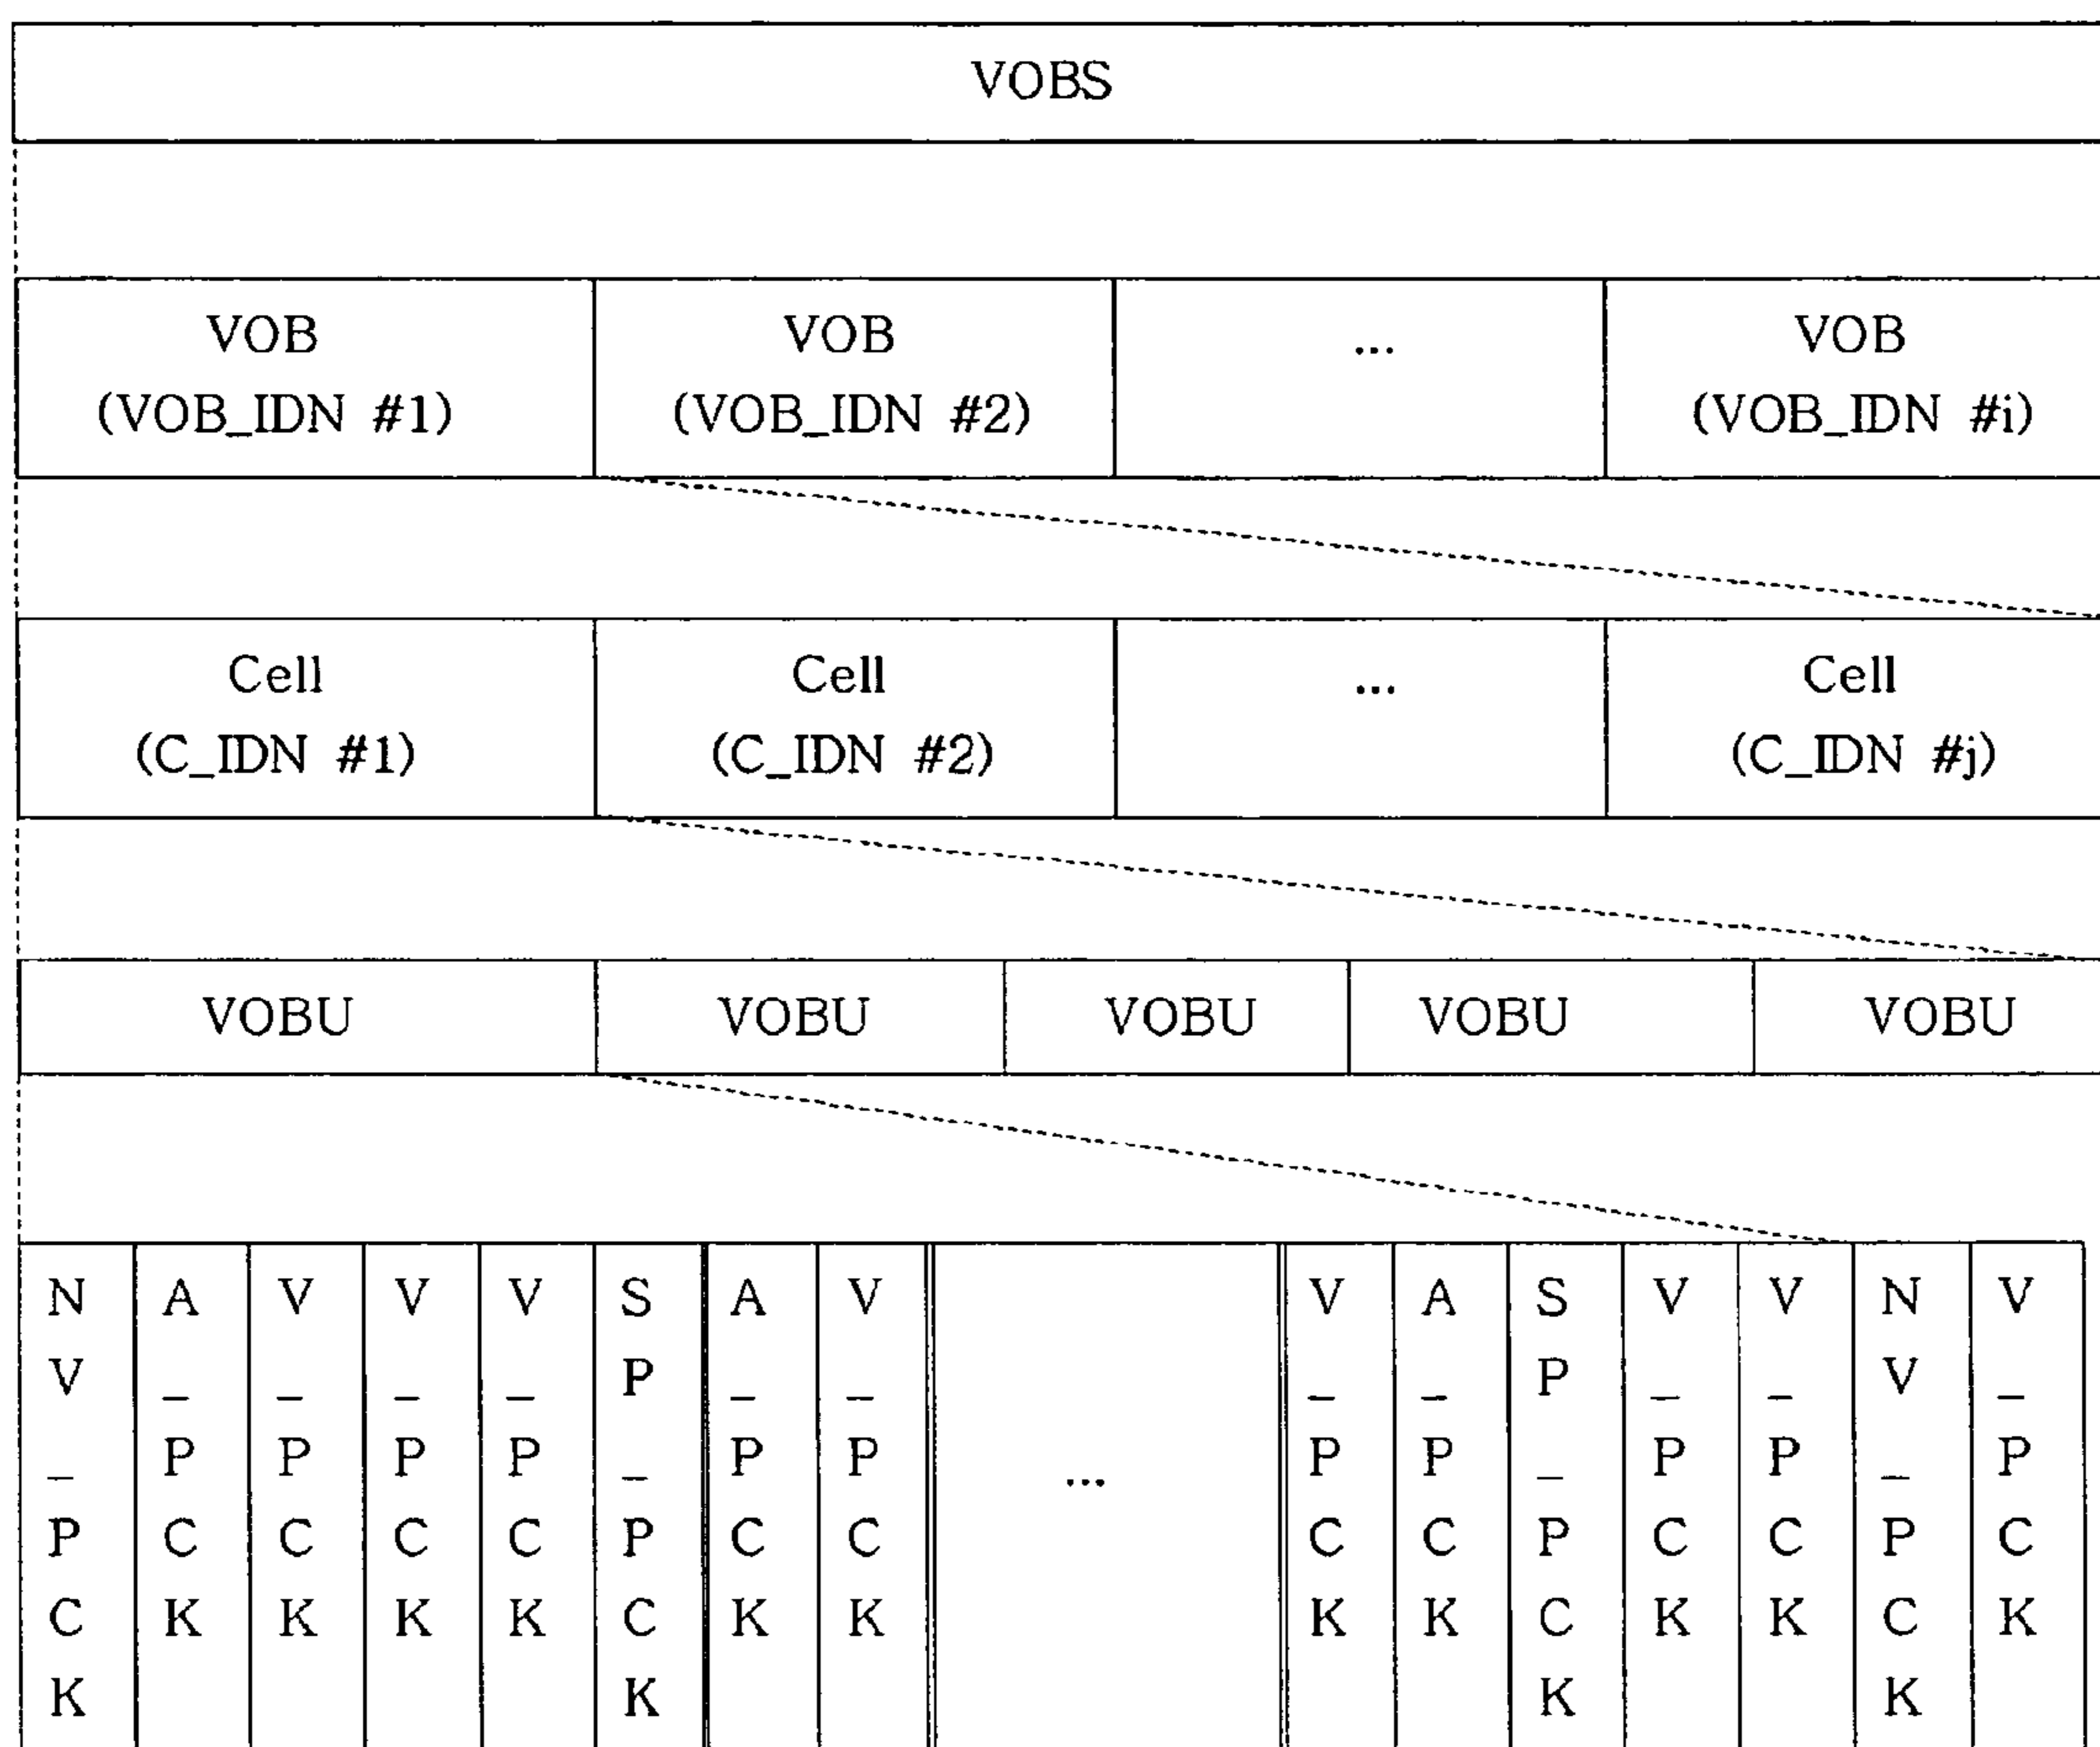 VOBS
VOB VOB ... VOB
(VOB_IDN #1) (VOB_IDN #2) (VOB_IDN #i)
Cell Cell ... Cell
(C_IDN #1) (C_IDN #2) (C_IDN #j)
VOBU VOBU VOBU VOBU VOBU
NV_PCK A_PCK V_PCK V_PCK V_PCK SP_PCK A_PCK V_PCK ... V_PCK A_PCK SP_PCK V_PCK V_PCK NV_PCK V_PCK